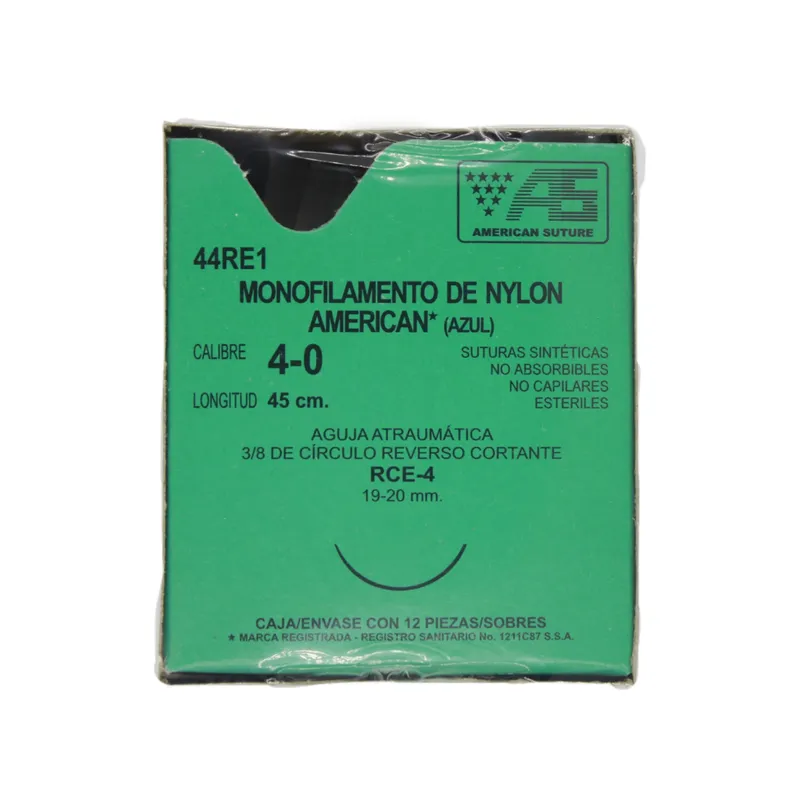 AS
AMERICAN SUTURE
44RE1
MONOFILAMENTO DE NYLON
AMERICAN* (AZUL)
CALIBRE 4-0
LONGITUD 45 cm.
SUTURAS SINTÉTICAS
NO ABSORBIBLES
NO CAPILARES
ESTERILES
AGUJA ATRAUMÁTICA
3/8 DE CÍRCULO REVERSO CORTANTE
RCE-4
19-20 mm.
CAJA/ENVASE CON 12 PIEZAS/SOBRES
* MARCA REGISTRADA - REGISTRO SANITARIO No. 1211C87 S.S.A.